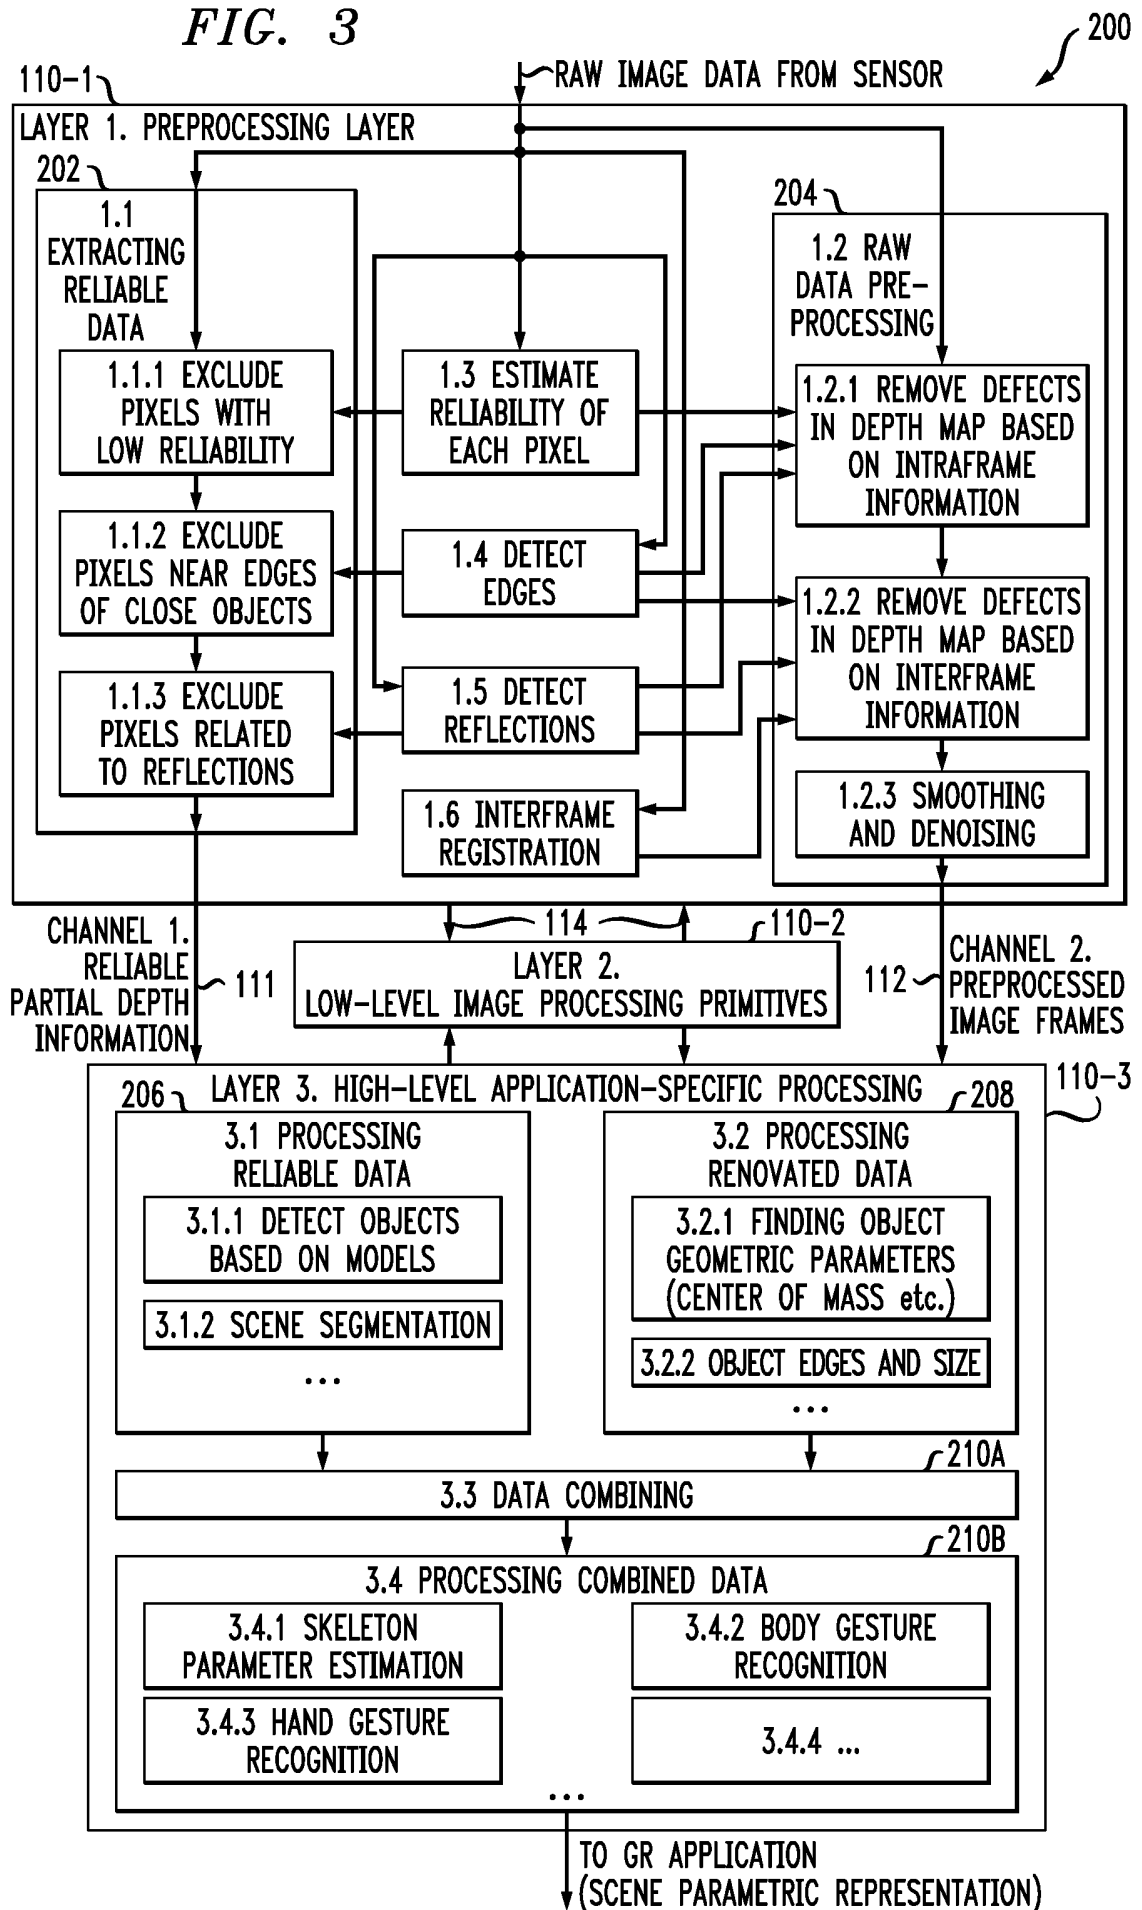 FIG. 3
200
RAW IMAGE DATA FROM SENSOR
110-1
LAYER 1. PREPROCESSING LAYER
202
1.1
EXTRACTING
RELIABLE
DATA
1.1.1 EXCLUDE
PIXELS WITH
LOW RELIABILITY
1.1.2 EXCLUDE
PIXELS NEAR EDGES
OF CLOSE OBJECTS
1.1.3 EXCLUDE
PIXELS RELATED
TO REFLECTIONS
1.3 ESTIMATE
RELIABILITY OF
EACH PIXEL
1.4 DETECT
EDGES
1.5 DETECT
REFLECTIONS
1.6 INTERFRAME
REGISTRATION
204
1.2 RAW
DATA PRE-
PROCESSING
1.2.1 REMOVE DEFECTS
IN DEPTH MAP BASED
ON INTRAFRAME
INFORMATION
1.2.2 REMOVE DEFECTS
IN DEPTH MAP BASED
ON INTERFRAME
INFORMATION
1.2.3 SMOOTHING
AND DENOISING
CHANNEL 1.
RELIABLE
PARTIAL DEPTH
INFORMATION
111
114
110-2
LAYER 2.
LOW-LEVEL IMAGE PROCESSING PRIMITIVES
112
CHANNEL 2.
PREPROCESSED
IMAGE FRAMES
110-3
LAYER 3. HIGH-LEVEL APPLICATION-SPECIFIC PROCESSING
206
3.1 PROCESSING
RELIABLE DATA
3.1.1 DETECT OBJECTS
BASED ON MODELS
3.1.2 SCENE SEGMENTATION
...
208
3.2 PROCESSING
RENOVATED DATA
3.2.1 FINDING OBJECT
GEOMETRIC PARAMETERS
(CENTER OF MASS etc.)
3.2.2 OBJECT EDGES AND SIZE
...
210A
3.3 DATA COMBINING
210B
3.4 PROCESSING COMBINED DATA
3.4.1 SKELETON
PARAMETER ESTIMATION
3.4.2 BODY GESTURE
RECOGNITION
3.4.3 HAND GESTURE
RECOGNITION
3.4.4 ...
...
TO GR APPLICATION
(SCENE PARAMETRIC REPRESENTATION)